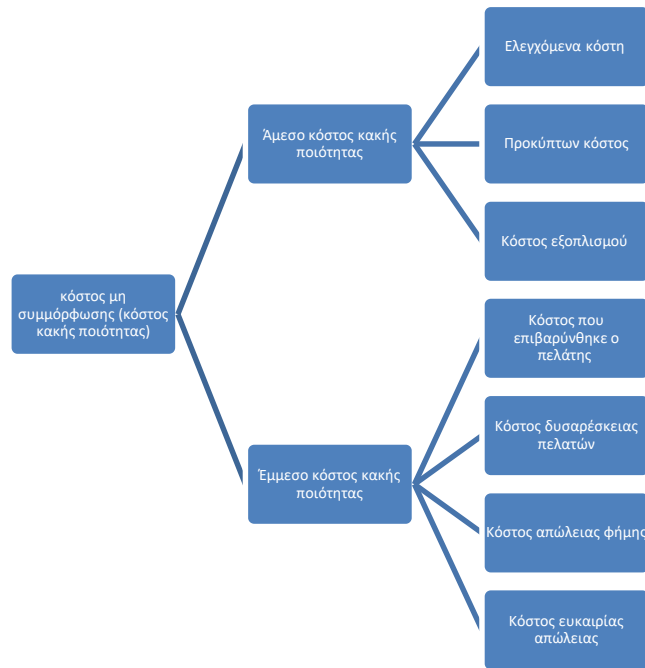 κόστος μη
συμμόρφωσης (κόστος
κακής ποιότητας)
Άμεσο κόστος κακής
ποιότητας
Ελεγχόμενα κόστη
Προκύπτων κόστος
Κόστος εξοπλισμού
Έμμεσο κόστος κακής
ποιότητας
Κόστος που
επιβαρύνθηκε ο
πελάτης
Κόστος δυσαρέσκειας
πελατών
Κόστος απώλειας φήμης
Κόστος ευκαιρίας
απώλειας